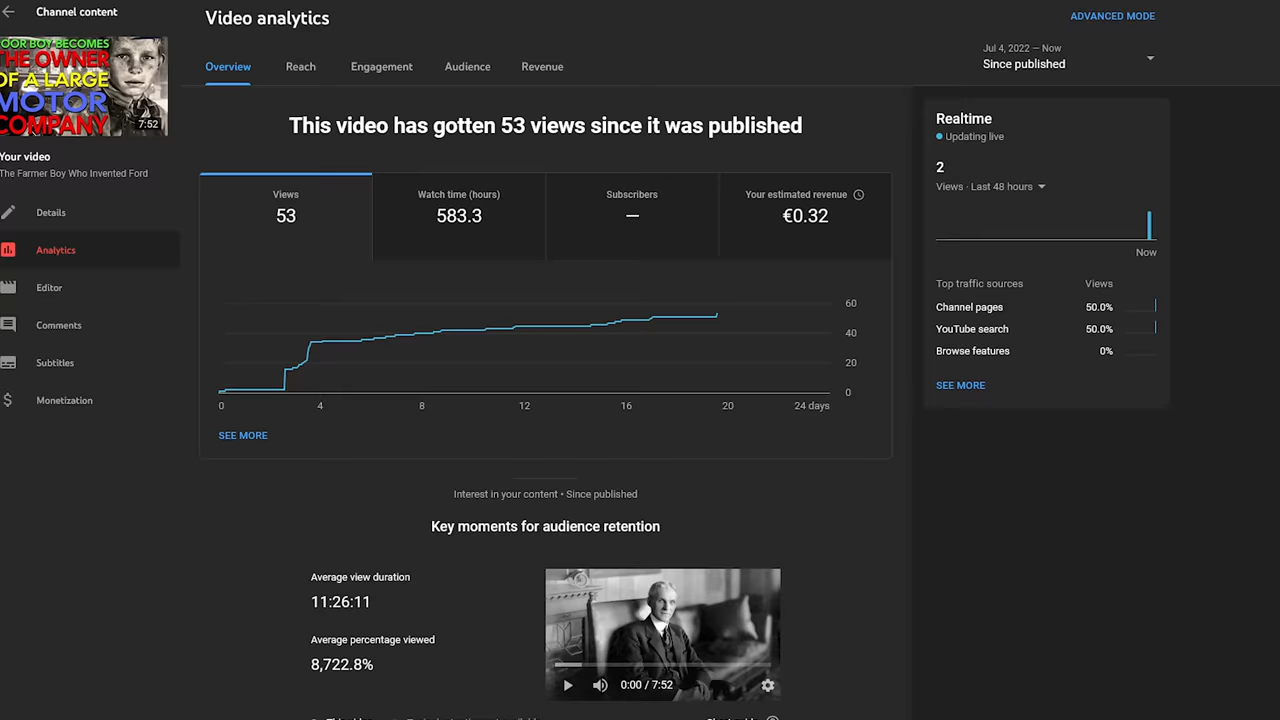 Channel content
OOR BOY BECOMES
THE OWNER
OF A LARGE
MOTOR
COMPANY
7:52
Your video
The Farmer Boy Who Invented Ford
Details
Analytics
Editor
Comments
Subtitles
Monetization
Video analytics
ADVANCED MODE
Overview Reach Engagement Audience Revenue
Jul 4, 2022 — Now
Since published
This video has gotten 53 views since it was published
Views Watch time (hours) Subscribers Your estimated revenue
53 583.3 — €0.32
60
40
20
0
0 4 8 12 16 20 24 days
SEE MORE
Interest in your content • Since published
Key moments for audience retention
Average view duration
11:26:11
Average percentage viewed
8,722.8%
0:00 / 7:52
Realtime
Updating live
2
Views · Last 48 hours
Now
Top traffic sources Views
Channel pages 50.0%
YouTube search 50.0%
Browse features 0%
SEE MORE